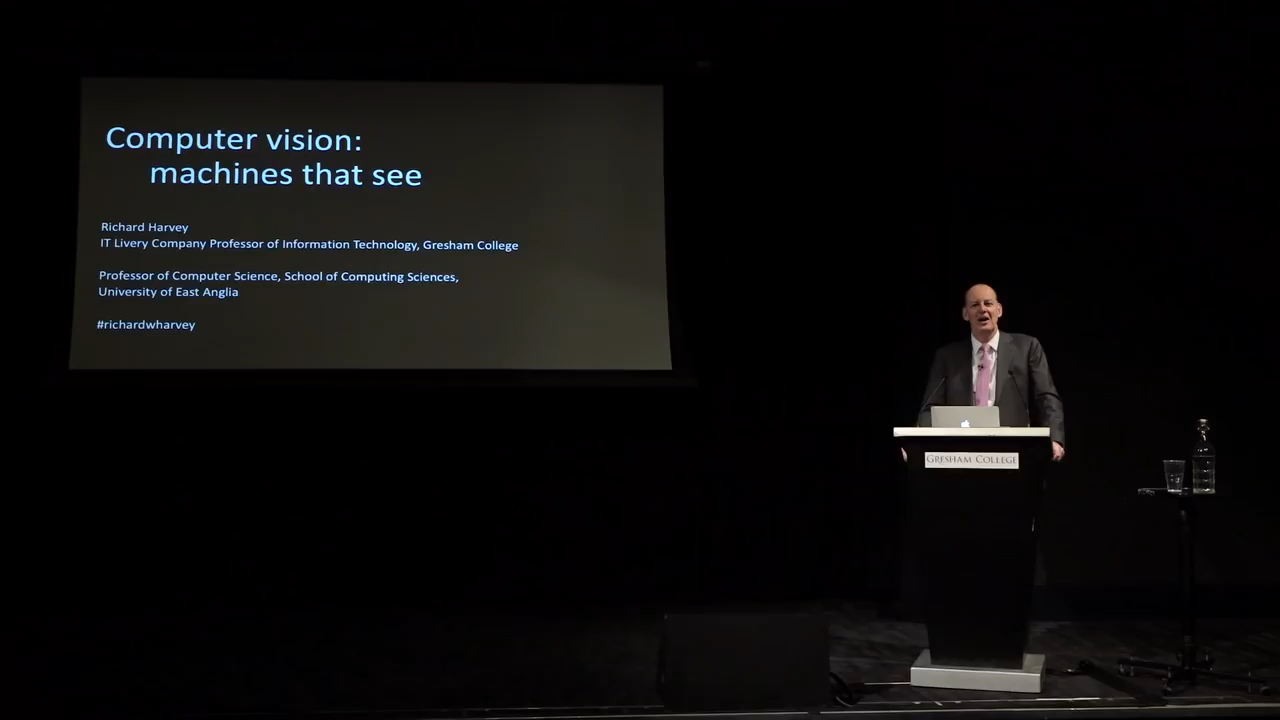 Computer vision:
machines that see
Richard Harvey
IT Livery Company Professor of Information Technology, Gresham College
Professor of Computer Science, School of Computing Sciences,
University of East Anglia
#richardwharvey
GRESHAM COLLEGE